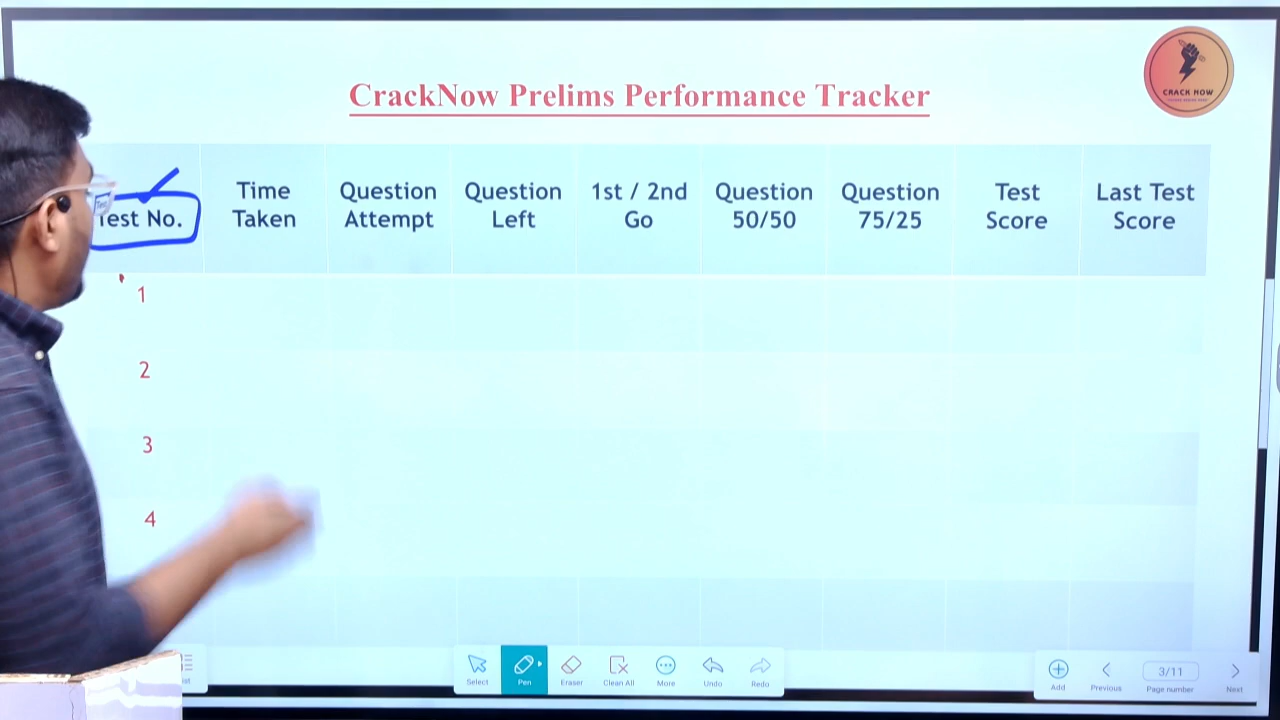 CrackNow Prelims Performance Tracker
CRACK NOW
Test No.
Time Taken
Question Attempt
Question Left
1st / 2nd Go
Question 50/50
Question 75/25
Test Score
Last Test Score
1
2
3
4
Select
Pen
Eraser
Clean All
More
Undo
Redo
Add
Previous
3/11
Page number
Next